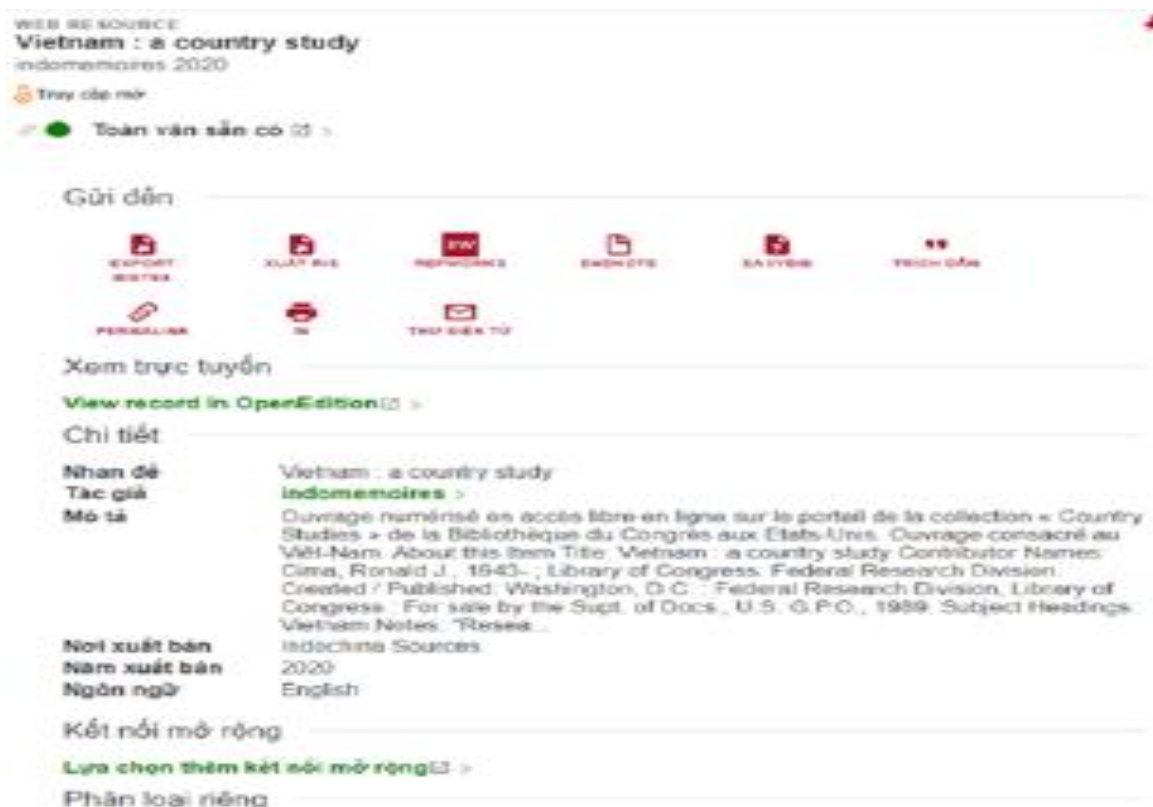 WEB RESOURCE
Vietnam : a country study
indomemoires 2020
Truy cập mở
Toàn văn sẵn có >
Gửi đến
EXPORT BIBTEX
XUẤT RIS
REFWORKS
ENDNOTE
EASYBIB
TRÍCH DẪN
PERMALINK
IN
THƯ ĐIỆN TỬ
Xem trực tuyến
View record in OpenEdition >
Chi tiết
Nhan đề Vietnam : a country study
Tác giả indomemoires >
Mô tả Ouvrage numérisé en accès libre en ligne sur le portail de la collection « Country
Studies » de la Bibliothèque du Congrès aux Etats-Unis. Ouvrage consacré au
Viêt-Nam. About this Item Title: Vietnam : a country study Contributor Names
Cima, Ronald J., 1943- ; Library of Congress. Federal Research Division.
Created / Published: Washington, D.C. : Federal Research Division, Library of
Congress : For sale by the Supt. of Docs., U.S. G.P.O., 1989. Subject Headings
Vietnam Notes: "Resea...
Nơi xuất bản Indochina Sources
Năm xuất bản 2020
Ngôn ngữ English
Kết nối mở rộng
Lựa chọn thêm kết nối mở rộng >
Phân loại riêng